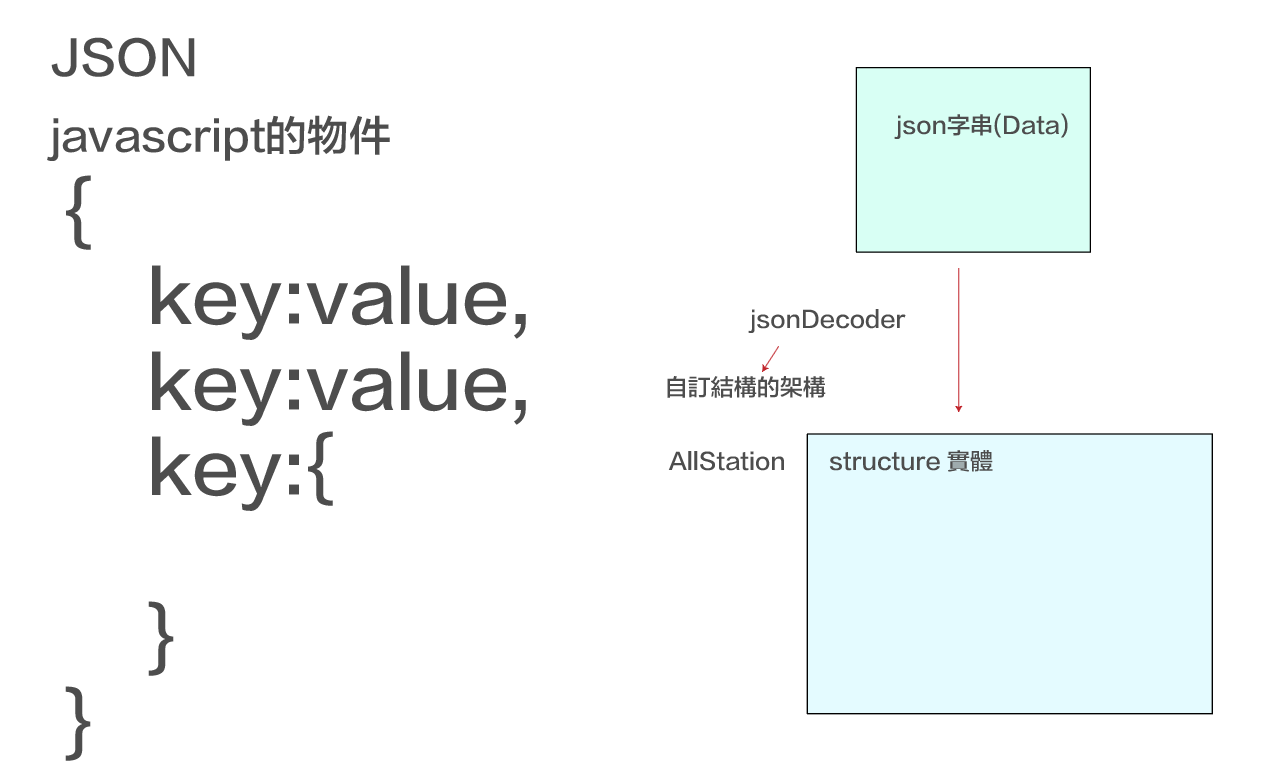 JSON
javascript的物件
{
key:value,
key:value,
key:{
}
}
json字串(Data)
jsonDecoder
自訂結構的架構
AllStation
structure 實體